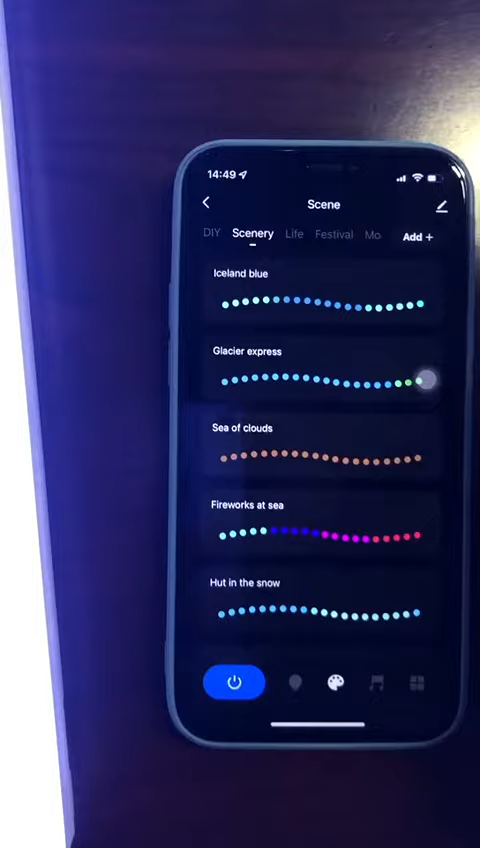 14:49
Scene
DIY Scenery Life Festival Mo Add +
Iceland blue
Glacier express
Sea of clouds
Fireworks at sea
Hut in the snow